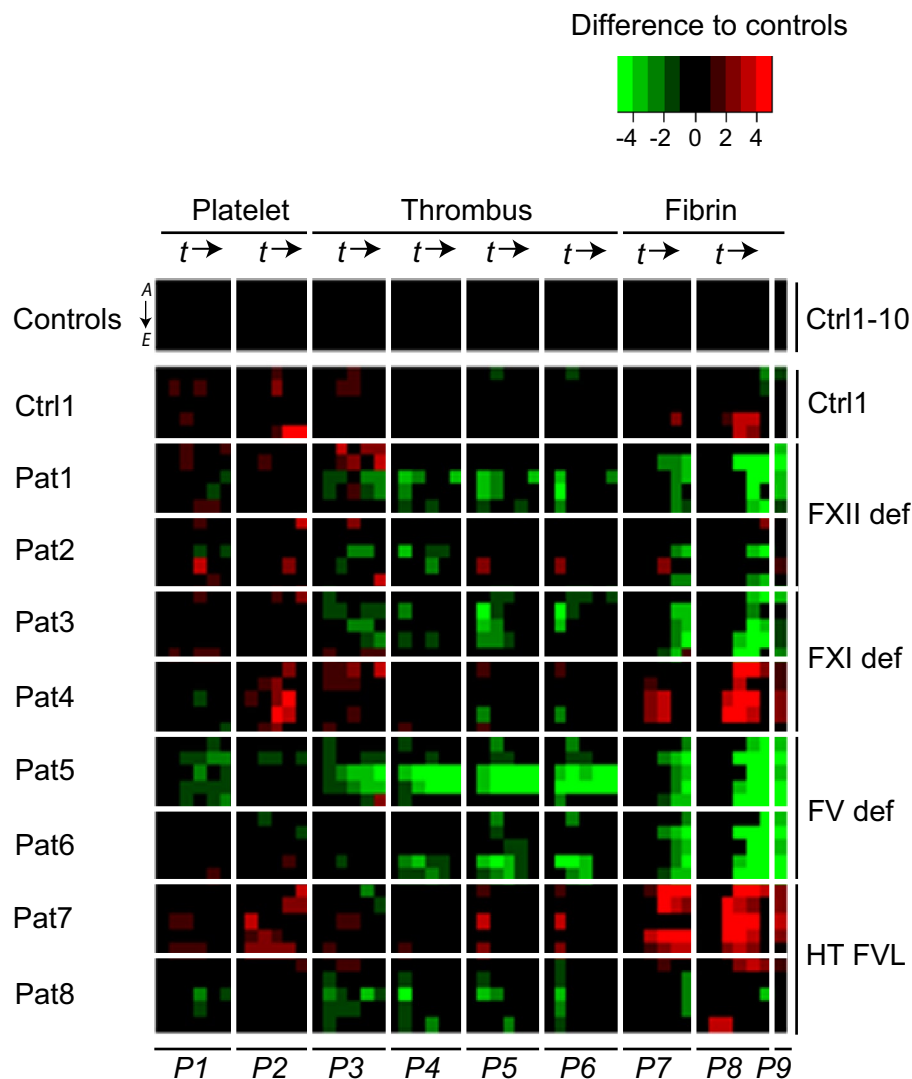 Difference to controls
-4 -2 0 2 4
Platelet Thrombus Fibrin
t t t t t t t t
Controls A E Ctrl1-10
Ctrl1 Ctrl1
Pat1
FXII def
Pat2
Pat3
FXI def
Pat4
Pat5
FV def
Pat6
Pat7
HT FVL
Pat8
P1 P2 P3 P4 P5 P6 P7 P8 P9